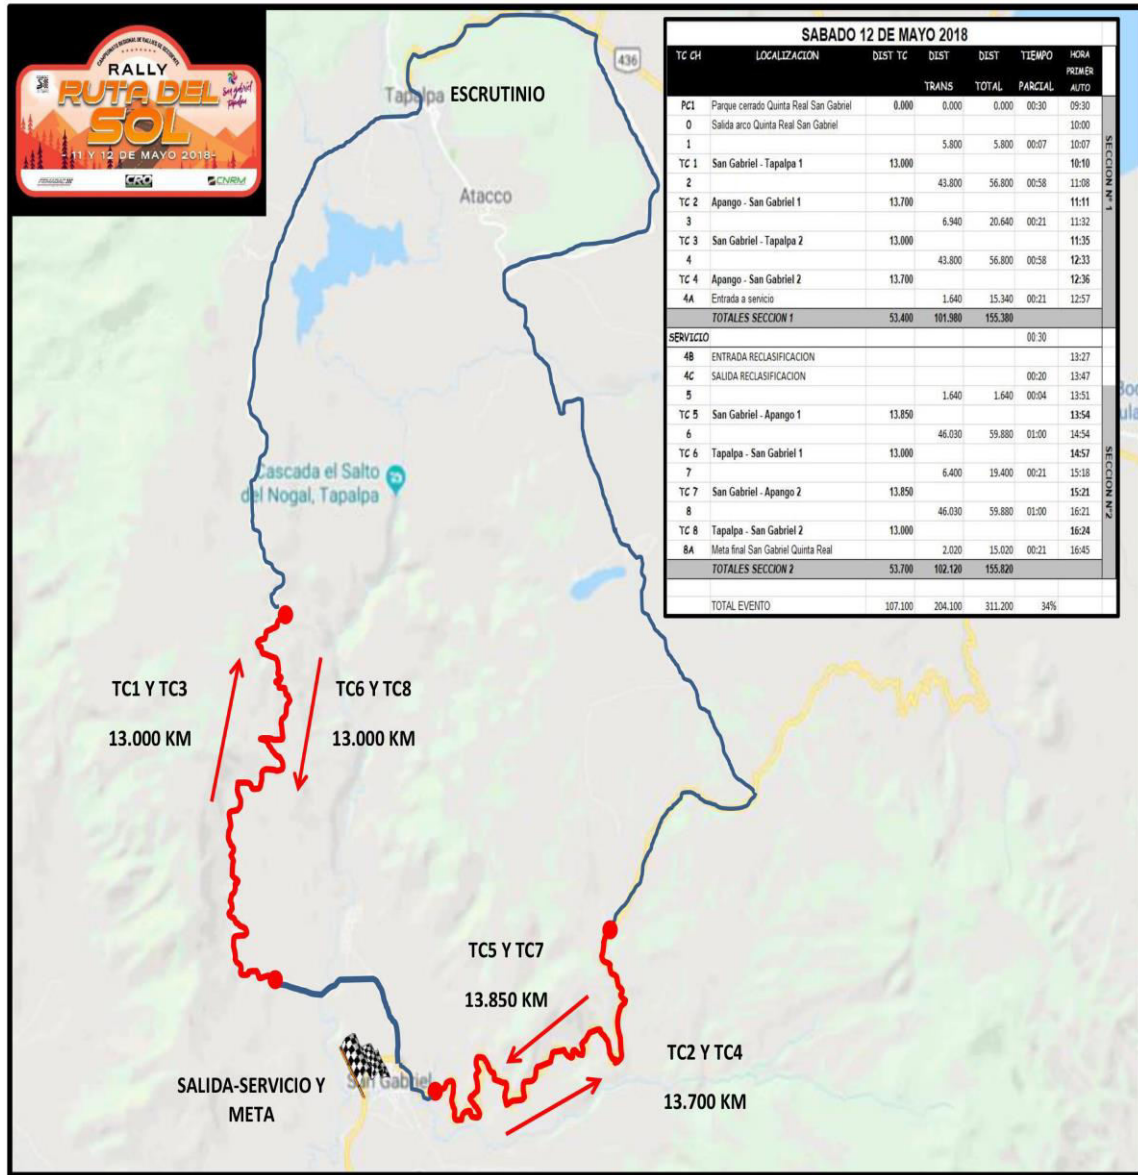 CAMPEONATO REGIONAL DE RALLIES DE OCCIDENTE
RALLY
RUTA DEL
SOL
San Gabriel
Tapalpa
- 11 Y 12 DE MAYO 2018 -
CRO
CNRM
436
Tapalpa ESCRUTINIO
Atacco
Cascada el Salto
del Nogal, Tapalpa
TC1 Y TC3
13.000 KM
TC6 Y TC8
13.000 KM
TC5 Y TC7
13.850 KM
TC2 Y TC4
13.700 KM
SALIDA-SERVICIO Y
META
San Gabriel
SABADO 12 DE MAYO 2018
TC CH LOCALIZACION DIST TC DIST TRANS DIST TOTAL TIEMPO PARCIAL HORA PRIMER AUTO
PC1 Parque cerrado Quinta Real San Gabriel 0.000 0.000 0.000 00:30 09:30
0 Salida arco Quinta Real San Gabriel 10:00
1 5.800 5.800 00:07 10:07
TC 1 San Gabriel - Tapalpa 1 13.000 10:10
2 43.800 56.800 00:58 11:08
TC 2 Apango - San Gabriel 1 13.700 11:11
3 6.940 20.640 00:21 11:32
TC 3 San Gabriel - Tapalpa 2 13.000 11:35
4 43.800 56.800 00:58 12:33
TC 4 Apango - San Gabriel 2 13.700 12:36
4A Entrada a servicio 1.640 15.340 00:21 12:57
TOTALES SECCION 1 53.400 101.980 155.380
SECCION Nº 1
SERVICIO 00:30
4B ENTRADA RECLASIFICACION 13:27
4C SALIDA RECLASIFICACION 00:20 13:47
5 1.640 1.640 00:04 13:51
TC 5 San Gabriel - Apango 1 13.850 13:54
6 46.030 59.880 01:00 14:54
TC 6 Tapalpa - San Gabriel 1 13.000 14:57
7 6.400 19.400 00:21 15:18
TC 7 San Gabriel - Apango 2 13.850 15:21
8 46.030 59.880 01:00 16:21
TC 8 Tapalpa - San Gabriel 2 13.000 16:24
8A Meta final San Gabriel Quinta Real 2.020 15.020 00:21 16:45
TOTALES SECCION 2 53.700 102.120 155.820
SECCION Nº2
TOTAL EVENTO 107.100 204.100 311.200 34%